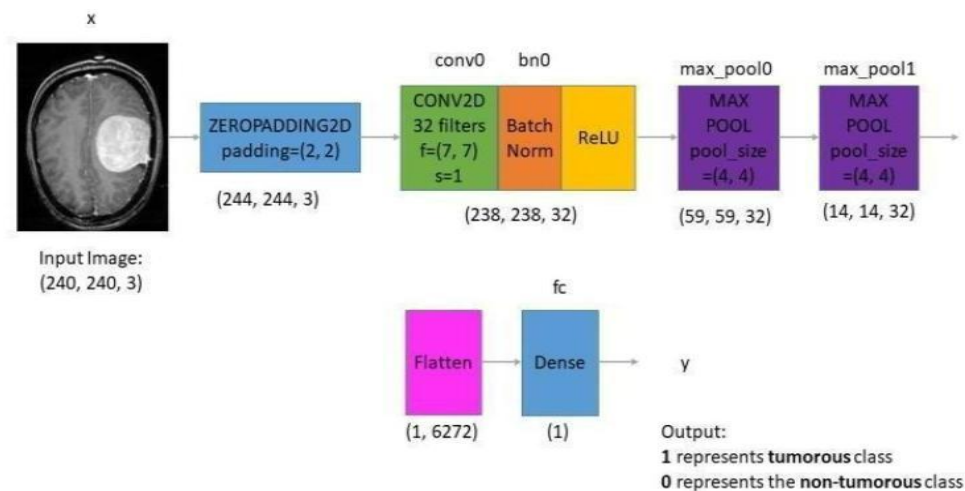 x
ZEROPADDING2D
padding=(2, 2)
(244, 244, 3)
conv0
CONV2D
32 filters
f=(7, 7)
s=1
bn0
Batch
Norm
ReLU
(238, 238, 32)
max_pool0
MAX
POOL
pool_size
=(4, 4)
(59, 59, 32)
max_pool1
MAX
POOL
pool_size
=(4, 4)
(14, 14, 32)
Input Image:
(240, 240, 3)
Flatten
(1, 6272)
fc
Dense
(1)
y
Output:
1 represents tumorous class
0 represents the non-tumorous class